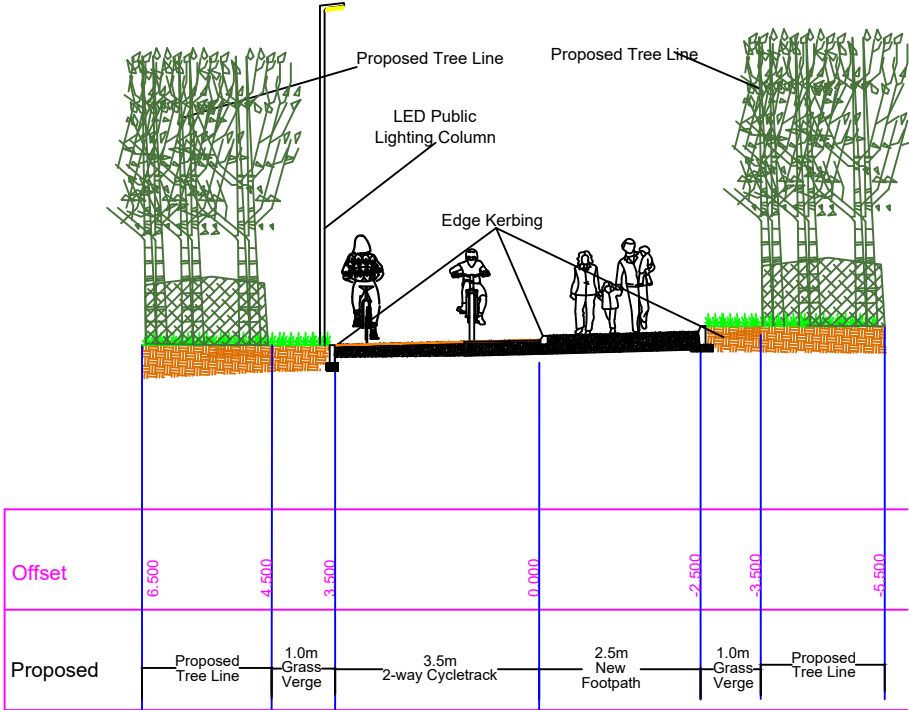 Proposed Tree Line
Proposed Tree Line
LED Public
Lighting Column
Edge Kerbing
Offset
6.500
4.500
3.500
0.000
-2.500
-3.500
-5.500
Proposed
Proposed
Tree Line
1.0m
Grass
Verge
3.5m
2-way Cycletrack
2.5m
New
Footpath
1.0m
Grass
Verge
Proposed
Tree Line